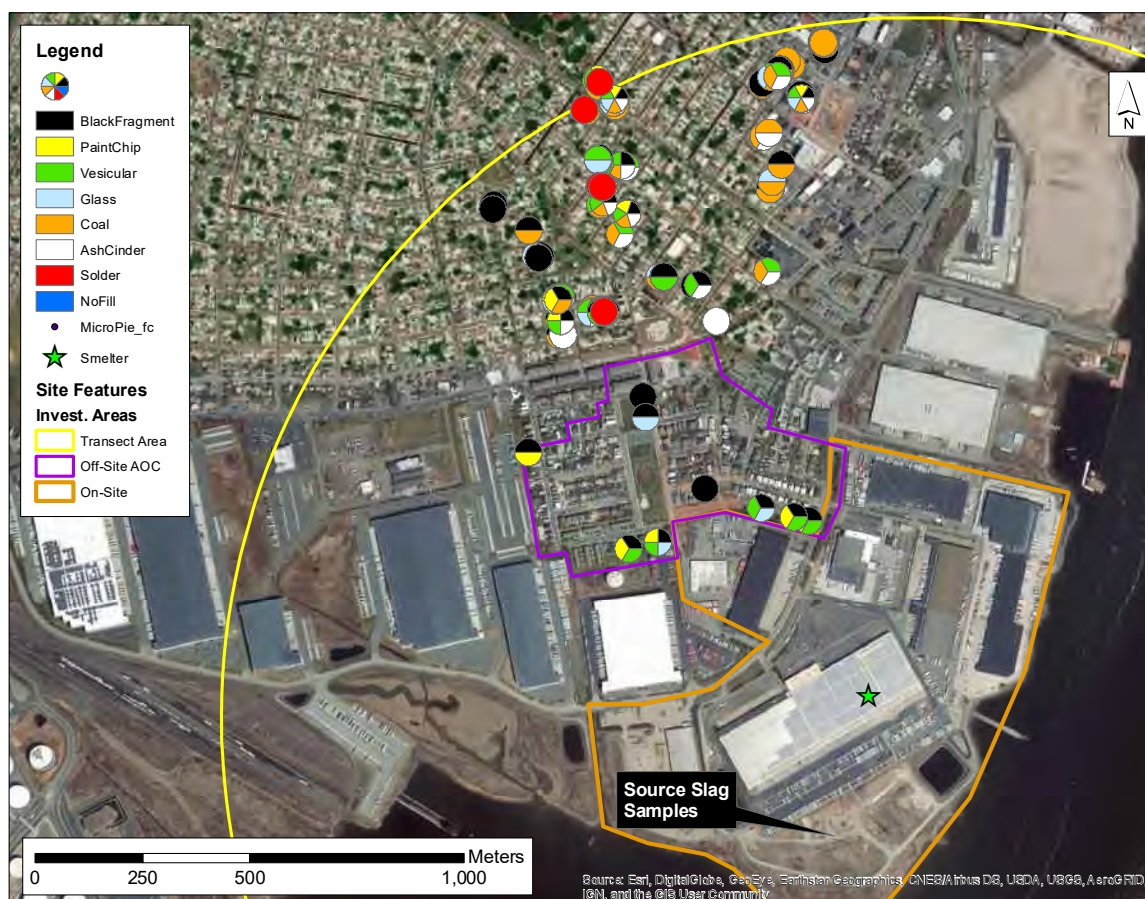 Legend
BlackFragment
PaintChip
Vesicular
Glass
Coal
AshCinder
Solder
NoFill
MicroPie_fc
Smelter
Site Features
Invest. Areas
Transect Area
Off-Site AOC
On-Site
N
Source Slag
Samples
Meters
0 250 500 1,000
Source: Esri, DigitalGlobe, GeoEye, Earthstar Geographics, CNES/Airbus DS, USDA, USGS, AeroGRID,
IGN, and the GIS User Community